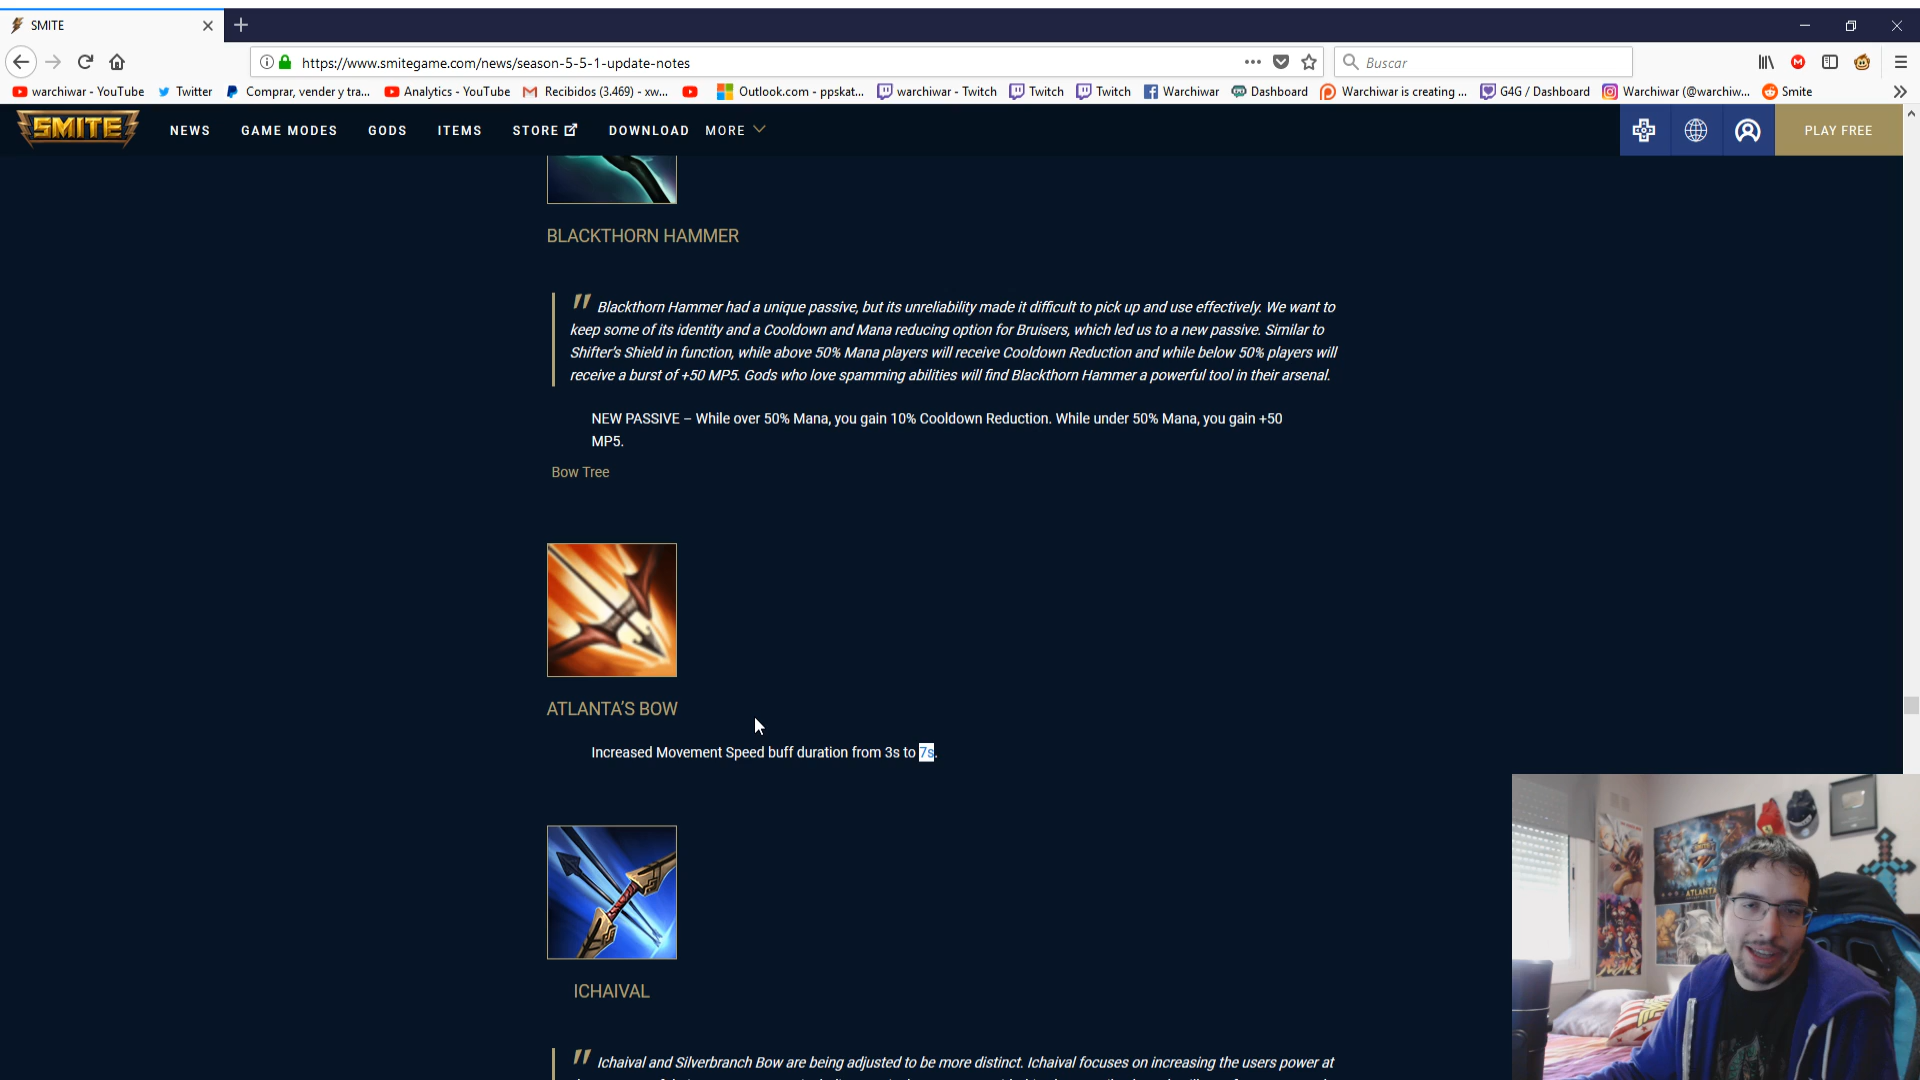 SMITE
https://www.smitegame.com/news/season-5-5-1-update-notes
Buscar
warchiwar - YouTube
Twitter
Comprar, vender y tra...
Analytics - YouTube
Recibidos (3.469) - xw...
Outlook.com - ppskat...
warchiwar - Twitch
Twitch
Twitch
Warchiwar
Dashboard
Warchiwar is creating ...
G4G / Dashboard
Warchiwar (@warchiw...
Smite
SMITE
NEWS
GAME MODES
GODS
ITEMS
STORE
DOWNLOAD
MORE
PLAY FREE
BLACKTHORN HAMMER
" Blackthorn Hammer had a unique passive, but its unreliability made it difficult to pick up and use effectively. We want to
keep some of its identity and a Cooldown and Mana reducing option for Bruisers, which led us to a new passive. Similar to
Shifter's Shield in function, while above 50% Mana players will receive Cooldown Reduction and while below 50% players will
receive a burst of +50 MP5. Gods who love spamming abilities will find Blackthorn Hammer a powerful tool in their arsenal.
NEW PASSIVE – While over 50% Mana, you gain 10% Cooldown Reduction. While under 50% Mana, you gain +50
MP5.
Bow Tree
ATLANTA'S BOW
Increased Movement Speed buff duration from 3s to 7s.
ICHAIVAL
" Ichaival and Silverbranch Bow are being adjusted to be more distinct. Ichaival focuses on increasing the users power at